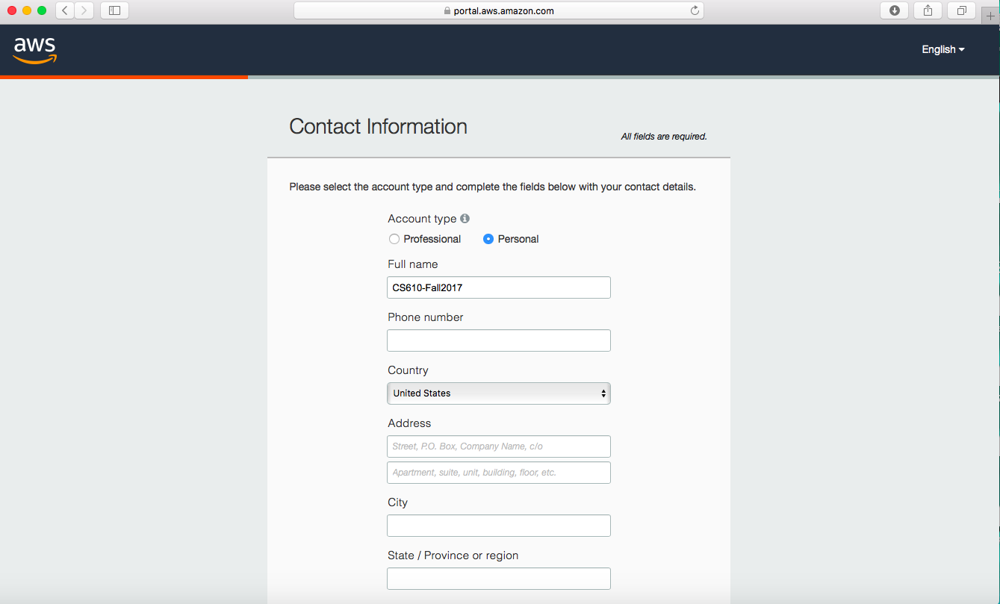 portal.aws.amazon.com
aws
English
Contact Information
All fields are required.
Please select the account type and complete the fields below with your contact details.
Account type
Professional Personal
Full name
CS610-Fall2017
Phone number
Country
United States
Address
Street, P.O. Box, Company Name, c/o
Apartment, suite, unit, building, floor, etc.
City
State / Province or region